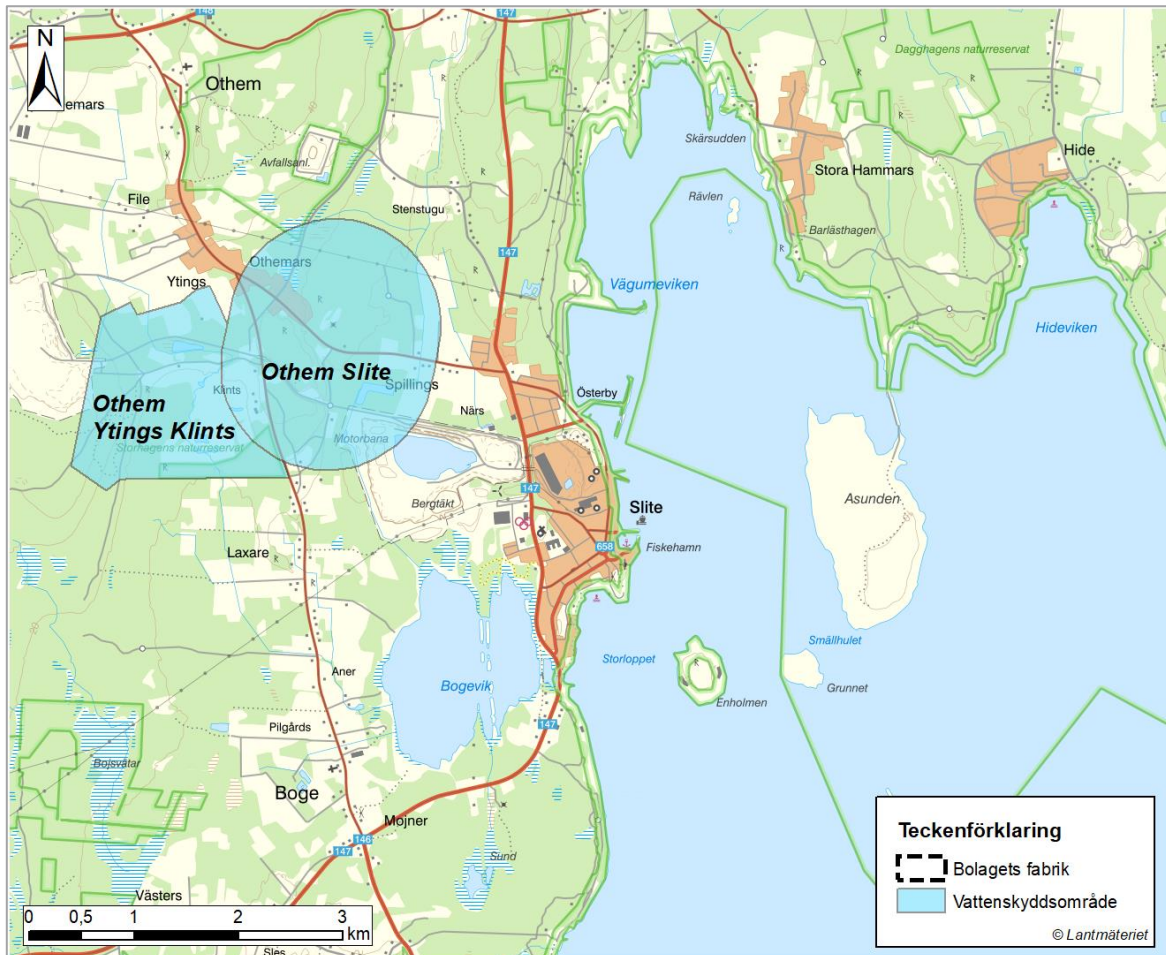 N
148
147
Dagghagens naturreservat
Othem
emars
Skärsudden
Hide
Avfallsanl.
Stora Hammars
File
Stenstugu
Rävlen
Barlästhagen
147
Othemars
Ytings
Vägumeviken
Hideviken
Othem Slite
Klints
Spillings
Österby
Othem
Ytings Klints
Närs
Motorbana
Storhagens naturreservat
147
Bergtäkt
Slite
Asunden
Laxare
658
Fiskehamn
Smällhulet
Storloppet
Aner
Bogevik
Grunnet
Enholmen
Pilgårds
147
Bojsvätar
Boge
Mojner
146
147
Sund
Västers
Teckenförklaring
Bolagets fabrik
Vattenskyddsområde
© Lantmäteriet
0 0,5 1 2 3
km
Sles